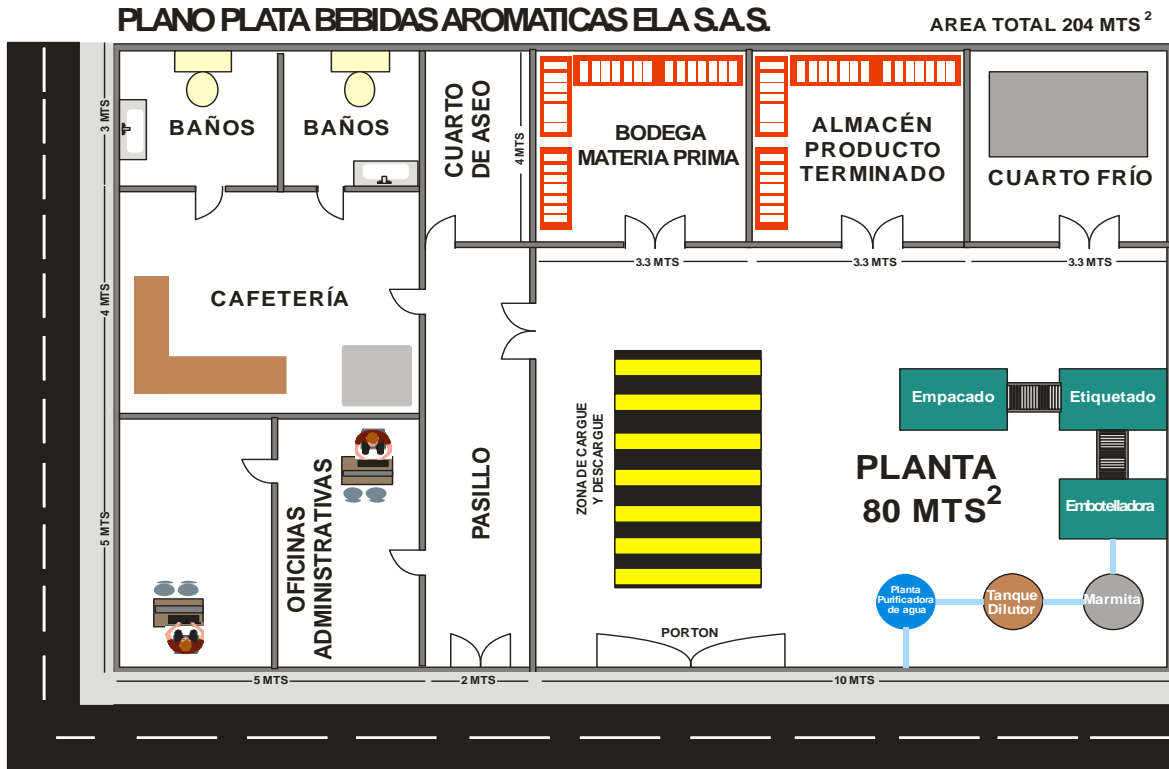 PLANO PLATA BEBIDAS AROMATICAS ELA S.A.S.
AREA TOTAL 204 MTS²
3 MTS
BAÑOS
BAÑOS
CUARTO
DE ASEO
4 MTS
BODEGA
MATERIA PRIMA
ALMACÉN
PRODUCTO
TERMINADO
CUARTO FRÍO
3.3 MTS
3.3 MTS
3.3 MTS
4 MTS
CAFETERÍA
ZONA DE CARGUE
Y DESCARGUE
Empacado
Etiquetado
PLANTA
80 MTS²
Embotelladora
5 MTS
OFICINAS
ADMINISTRATIVAS
PASILLO
Planta
Purificadora
de agua
Tanque
Dilutor
Marmita
PORTON
5 MTS
2 MTS
10 MTS